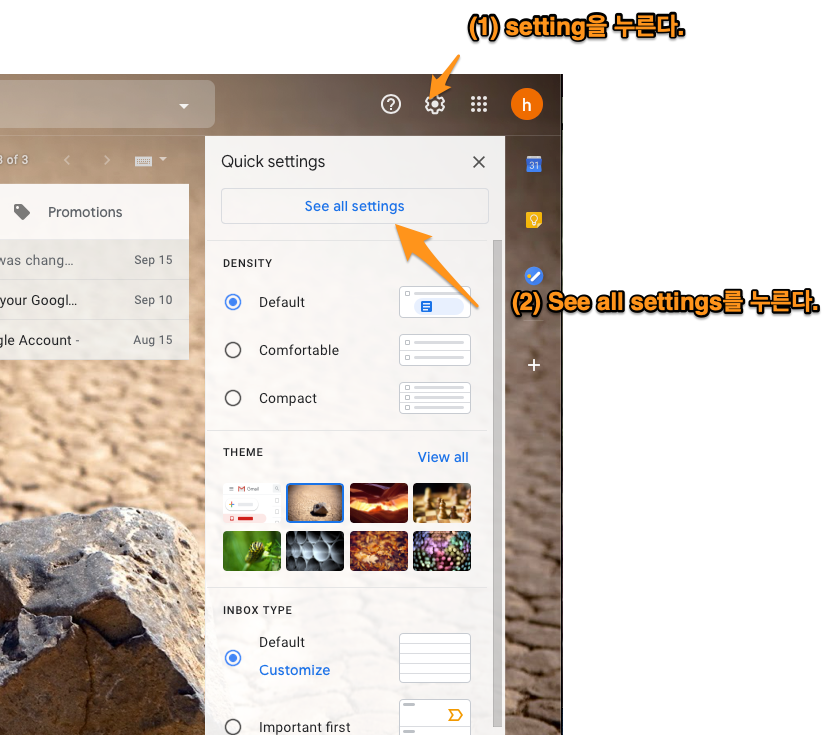 (1) setting을 누른다.
h
3 of 3
Quick settings
31
See all settings
Promotions
was chang... Sep 15
your Googl... Sep 10
gle Account - Aug 15
DENSITY
Default
(2) See all settings를 누른다.
Comfortable
Compact
THEME
View all
Gmail
INBOX TYPE
Default
Customize
Important first